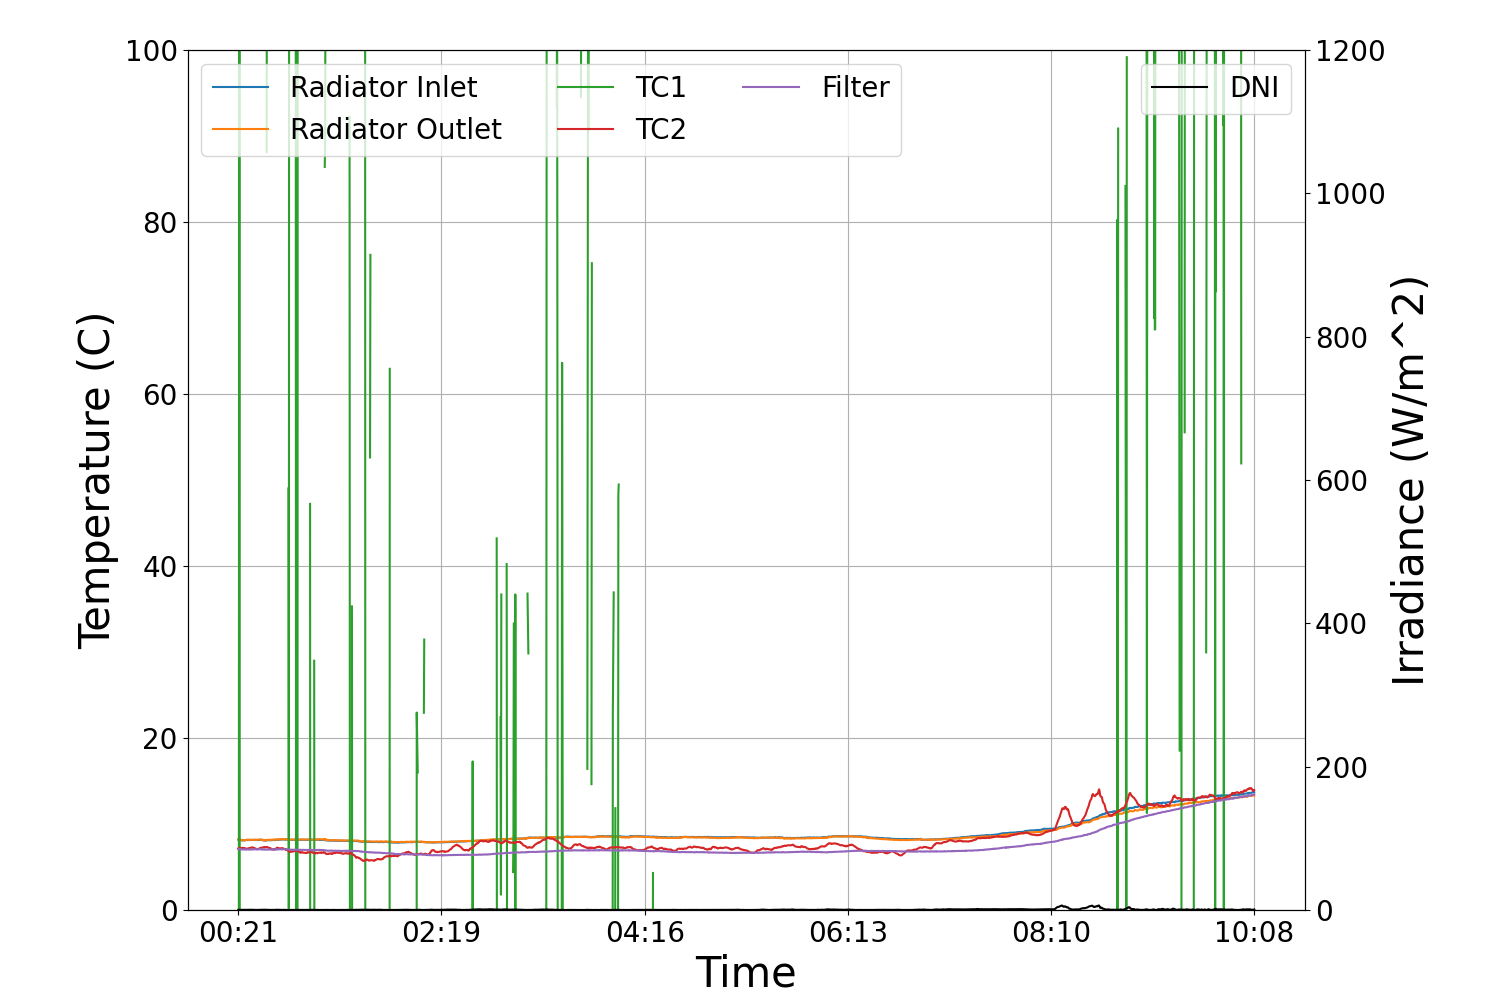 100
80
60
40
20
0
Temperature (C)
Radiator Inlet
Radiator Outlet
TC1
TC2
Filter
DNI
1200
1000
800
600
400
200
0
Irradiance (W/m^2)
00:21 02:19 04:16 06:13 08:10 10:08
Time